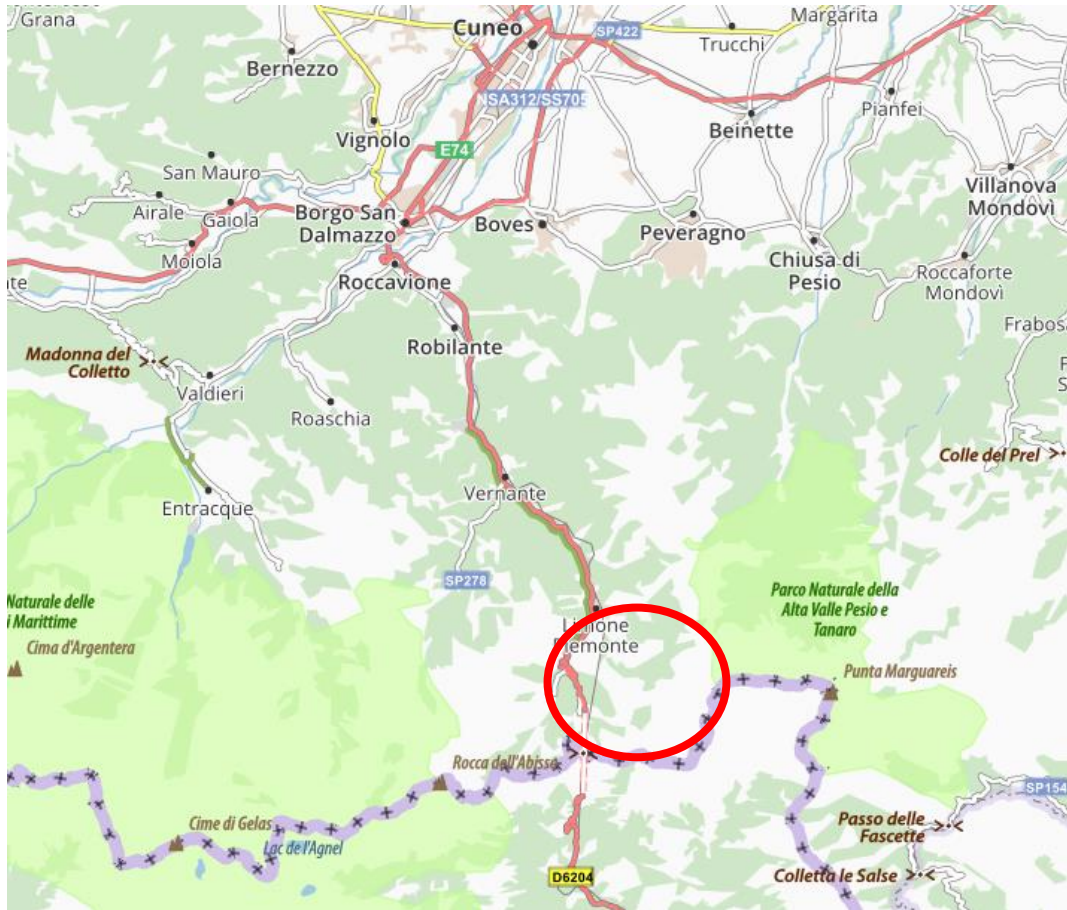 Grana
Cuneo
SP422
Margarita
Trucchi
Bernezzo
NSA312/SS705
Pianfei
Beinette
Vignolo
E74
San Mauro
Villanova
Mondovì
Airale
Gaiola
Borgo San
Dalmazzo
Boves
Peveragno
Moiola
Chiusa di
Pesio
Roccaforte
Mondovì
Roccavione
Robilante
Frabosa
Madonna del
Colletto
Valdieri
Roaschia
Colle del Prel
Vernante
Entracque
SP278
Naturale delle
i Marittime
Parco Naturale della
Alta Valle Pesio e
Tanaro
Limone
Piemonte
Cima d'Argentera
Punta Marguareis
Rocca dell'Abisse
SP154
Cime di Gelas
Lac de l'Agnel
Passo delle
Fascette
D6204
Colletta le Salse